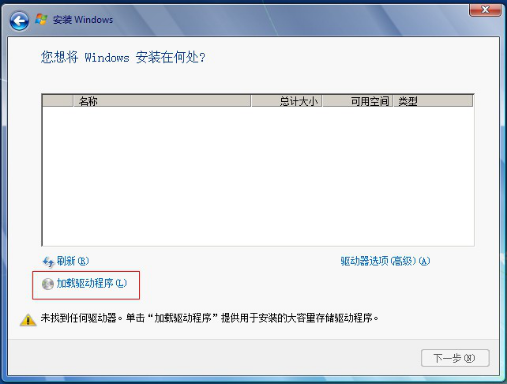 安装 Windows
您想将 Windows 安装在何处?
名称 总计大小 可用空间 类型
刷新(R) 驱动器选项(高级)(A)
加载驱动程序(L)
未找到任何驱动器。单击“加载驱动程序”提供用于安装的大容量存储驱动程序。
下一步(N)